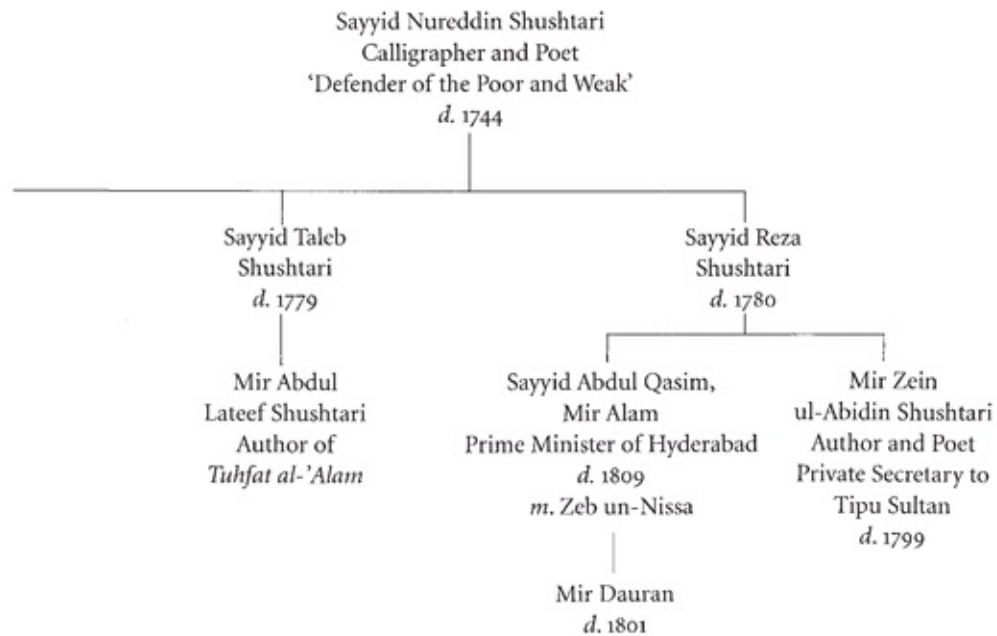 Sayyid Nureddin Shushtari
Calligrapher and Poet
‘Defender of the Poor and Weak’
d. 1744
Sayyid Taleb
Shushtari
d. 1779
Sayyid Reza
Shushtari
d. 1780
Mir Abdul
Lateef Shushtari
Author of
Tuhfat al-’Alam
Sayyid Abdul Qasim,
Mir Alam
Prime Minister of Hyderabad
d. 1809
m. Zeb un-Nissa
Mir Zein
ul-Abidin Shushtari
Author and Poet
Private Secretary to
Tipu Sultan
d. 1799
Mir Dauran
d. 1801